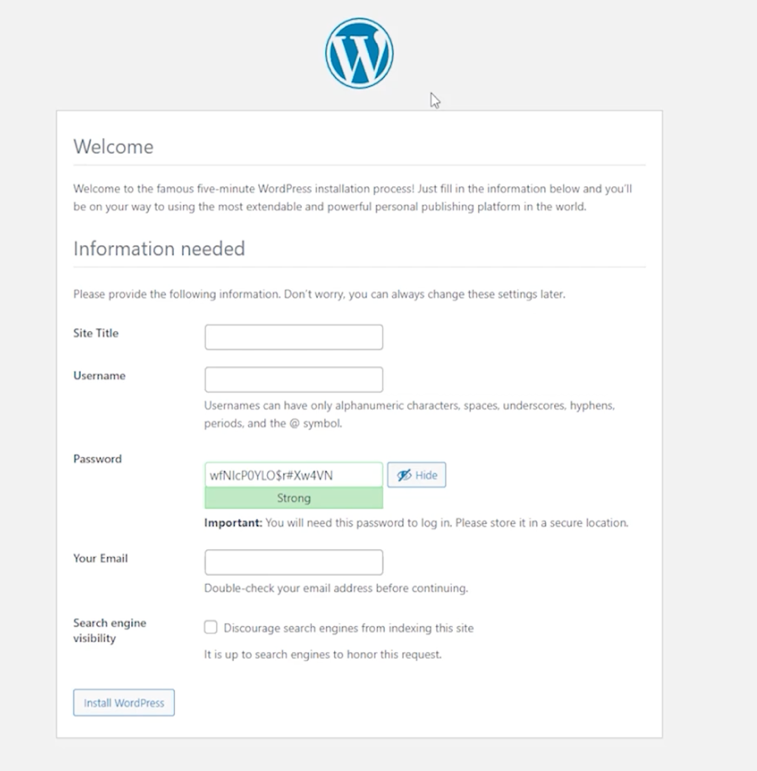 Welcome
Welcome to the famous five-minute WordPress installation process! Just fill in the information below and you'll
be on your way to using the most extendable and powerful personal publishing platform in the world.
Information needed
Please provide the following information. Don't worry, you can always change these settings later.
Site Title
Username
Usernames can have only alphanumeric characters, spaces, underscores, hyphens,
periods, and the @ symbol.
Password
wfNIcP0YLO$r#Xw4VN
Hide
Strong
Important: You will need this password to log in. Please store it in a secure location.
Your Email
Double-check your email address before continuing.
Search engine
visibility
Discourage search engines from indexing this site
It is up to search engines to honor this request.
Install WordPress